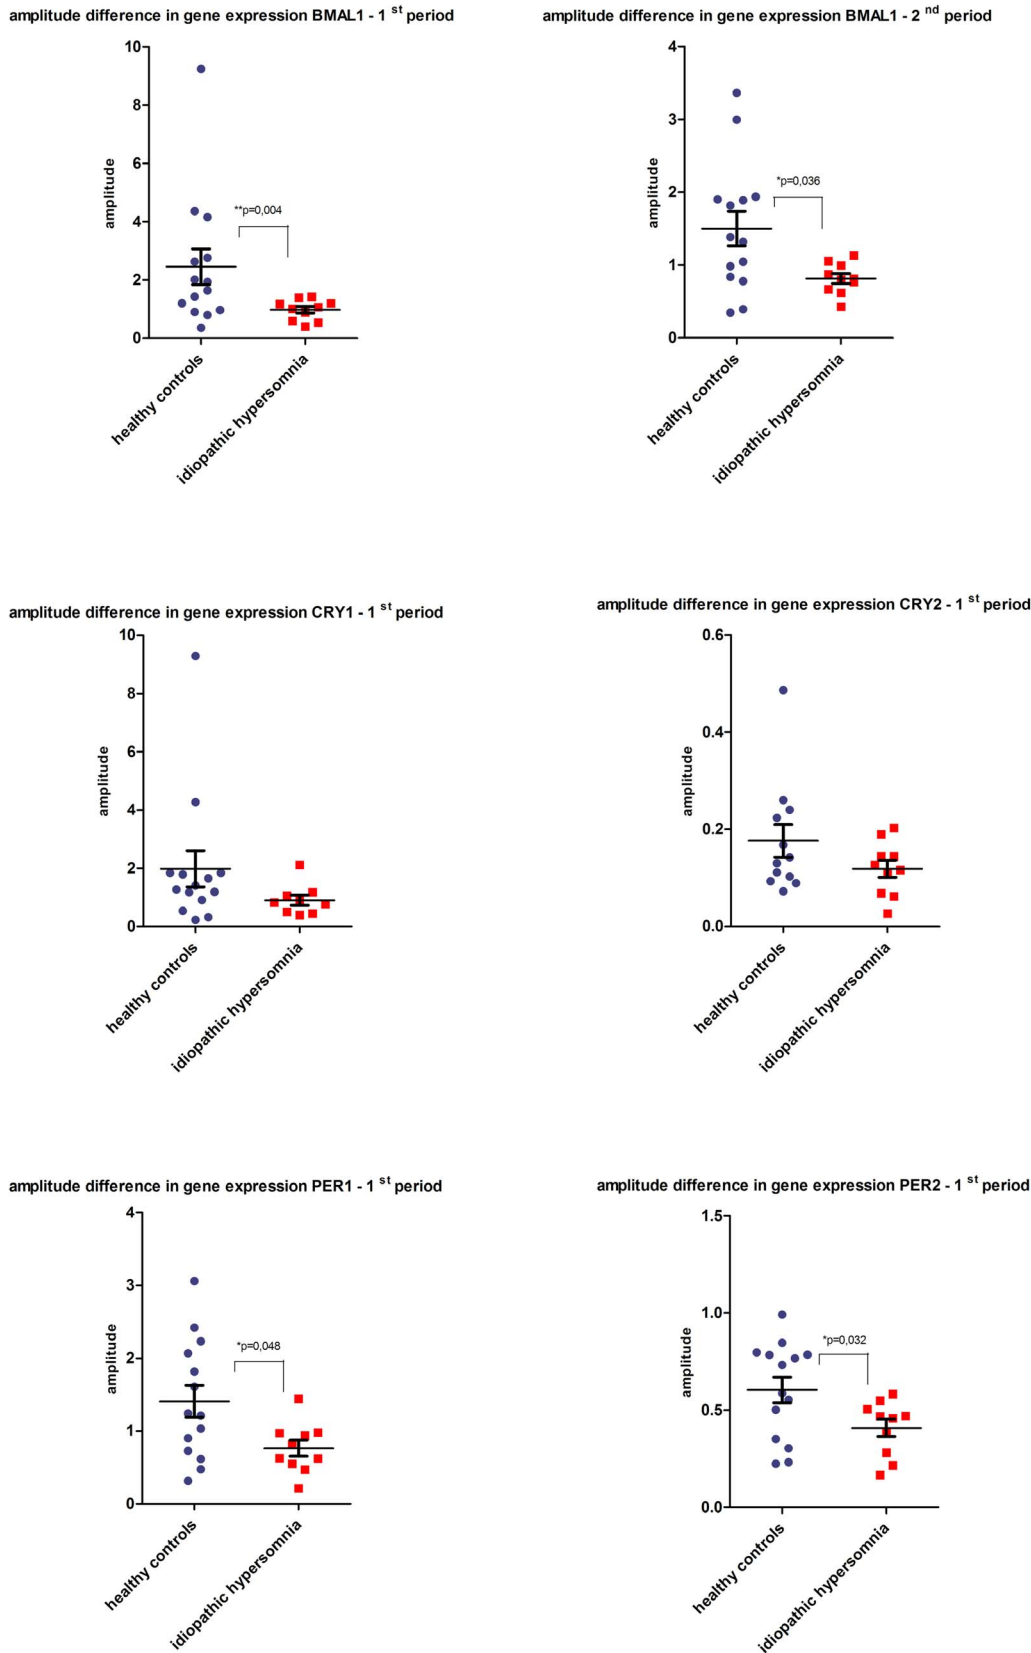 amplitude difference in gene expression BMAL1 - 1 st period
10
8
6
4
2
0
amplitude
**p=0,004
healthy controls
idiopathic hypersomnia
amplitude difference in gene expression BMAL1 - 2 nd period
4
3
2
1
0
amplitude
*p=0,036
healthy controls
idiopathic hypersomnia
amplitude difference in gene expression CRY1 - 1 st period
10
8
6
4
2
0
amplitude
healthy controls
idiopathic hypersomnia
amplitude difference in gene expression CRY2 - 1 st period
0.6
0.4
0.2
0.0
amplitude
healthy controls
idiopathic hypersomnia
amplitude difference in gene expression PER1 - 1 st period
4
3
2
1
0
amplitude
*p=0,048
healthy controls
idiopathic hypersomnia
amplitude difference in gene expression PER2 - 1 st period
1.5
1.0
0.5
0.0
amplitude
*p=0,032
healthy controls
idiopathic hypersomnia